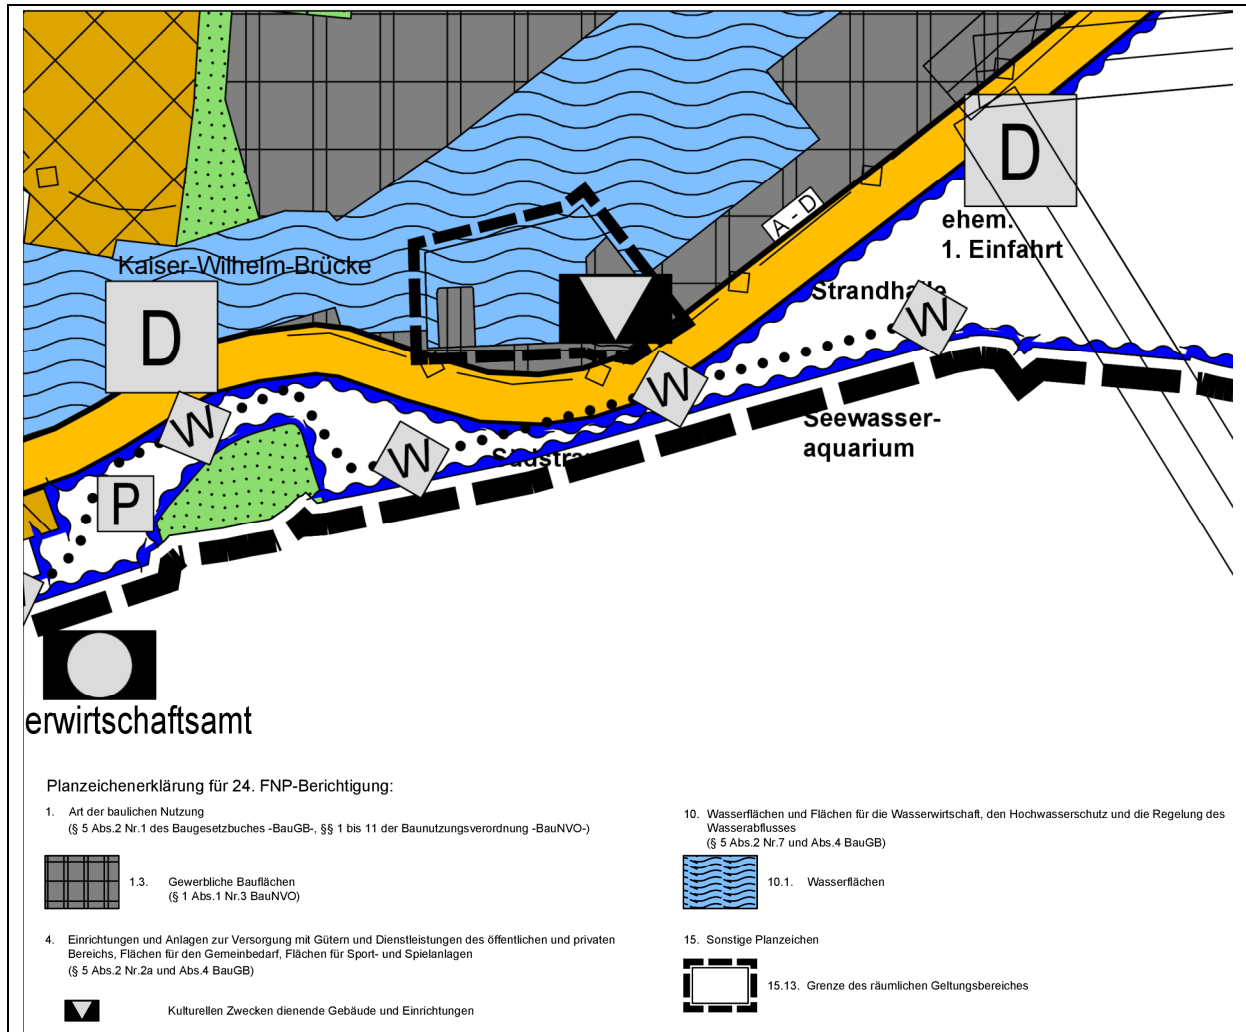 D
A - D
ehem.
1. Einfahrt
Kaiser-Wilhelm-Brücke
Strandhalle
D
W
W
W
W
Seewasser-
aquarium
P
erwirtschaftsamt
Planzeichenerklärung für 24. FNP-Berichtigung:
1. Art der baulichen Nutzung
(§ 5 Abs.2 Nr.1 des Baugesetzbuches -BauGB-, §§ 1 bis 11 der Baunutzungsverordnung -BauNVO-)
1.3. Gewerbliche Bauflächen
(§ 1 Abs.1 Nr.3 BauNVO)
4. Einrichtungen und Anlagen zur Versorgung mit Gütern und Dienstleistungen des öffentlichen und privaten
Bereichs, Flächen für den Gemeinbedarf, Flächen für Sport- und Spielanlagen
(§ 5 Abs.2 Nr.2a und Abs.4 BauGB)
Kulturellen Zwecken dienende Gebäude und Einrichtungen
10. Wasserflächen und Flächen für die Wasserwirtschaft, den Hochwasserschutz und die Regelung des
Wasserabflusses
(§ 5 Abs.2 Nr.7 und Abs.4 BauGB)
10.1. Wasserflächen
15. Sonstige Planzeichen
15.13. Grenze des räumlichen Geltungsbereiches